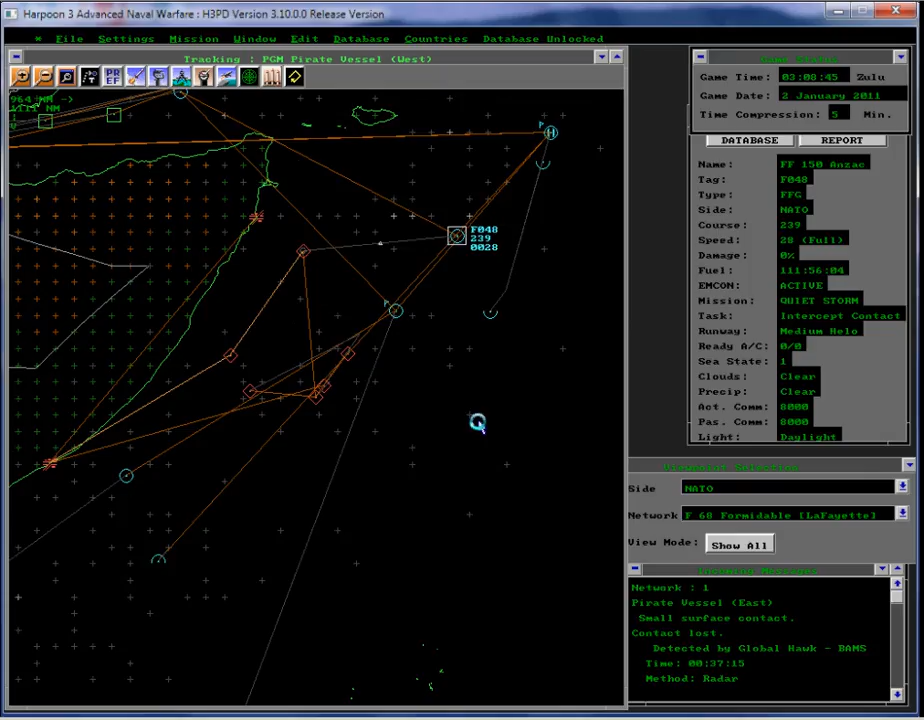 Harpoon 3 Advanced Naval Warfare : H3PD Version 3.10.0.0 Release Version
* File Settings Mission Window Edit Database Countries Database Unlocked
Tracking : PGM Pirate Vessel (West)
PR
EF
964 NM ->
1111 NM
H
F048
239
0028
Game Status
Game Time: 03:08:45 Zulu
Game Date: 2 January 2011
Time Compression: 5 Min.
DATABASE REPORT
Name: FF 150 Anzac
Tag: F048
Type: FFG
Side: NATO
Course: 239
Speed: 28 (Full)
Damage: 0%
Fuel: 111:56:04
EMCON: ACTIVE
Mission: QUIET STORM
Task: Intercept Contact
Runway: Medium Helo
Ready A/C: 0/0
Sea State: 1
Clouds: Clear
Precip: Clear
Act. Comm: 8000
Pas. Comm: 8000
Light: Daylight
Viewpoint Selection
Side NATO
Network F 68 Formidable [LaFayette]
View Mode: Show All
Incoming Messages
Network : 1
Pirate Vessel (East)
Small surface contact.
Contact lost.
Detected by Global Hawk - BAMS
Time: 00:37:15
Method: Radar